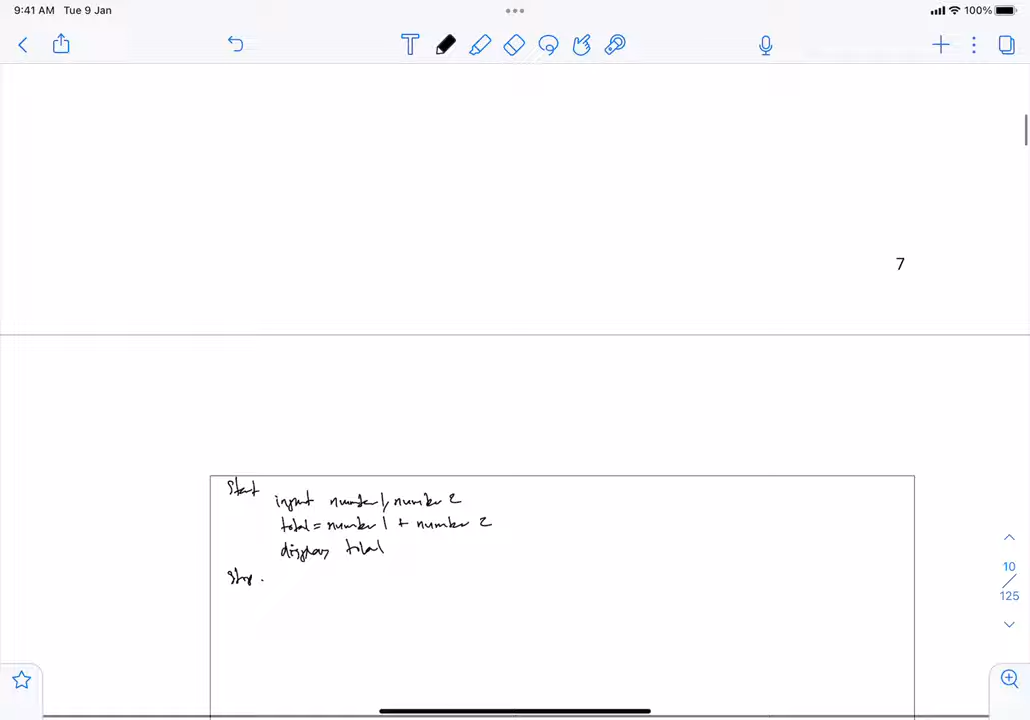 9:41 AM Tue 9 Jan
100%
7
Start
input number1, number 2
total = number 1 + number 2
display total
Stop.
10
125